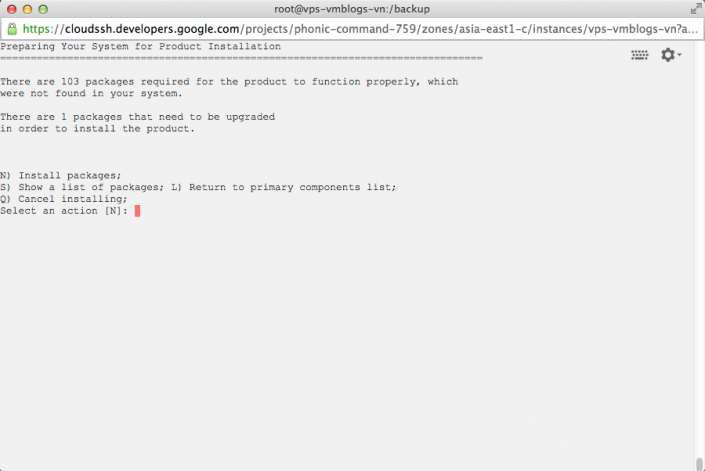 root@vps-vmblogs-vn:/backup
https://cloudssh.developers.google.com/projects/phonic-command-759/zones/asia-east1-c/instances/vps-vmblogs-vn?a...
Preparing Your System for Product Installation
================================================================================
There are 103 packages required for the product to function properly, which
were not found in your system.
There are 1 packages that need to be upgraded
in order to install the product.
N) Install packages;
S) Show a list of packages; L) Return to primary components list;
Q) Cancel installing;
Select an action [N]: